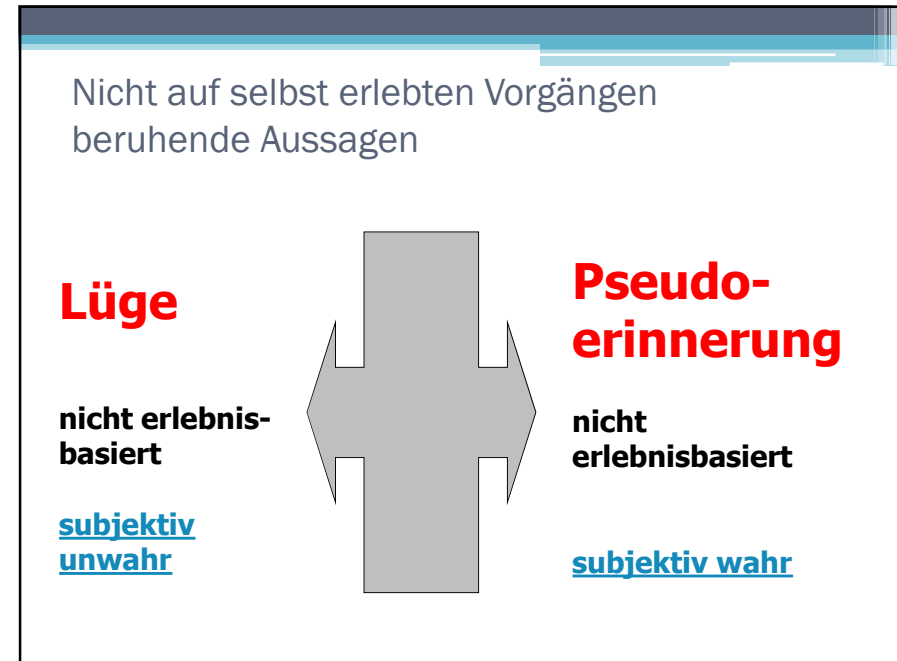 Nicht auf selbst erlebten Vorgängen
beruhende Aussagen
Lüge
nicht erlebnis-
basiert
subjektiv
unwahr
Pseudo-
erinnerung
nicht
erlebnisbasiert
subjektiv wahr